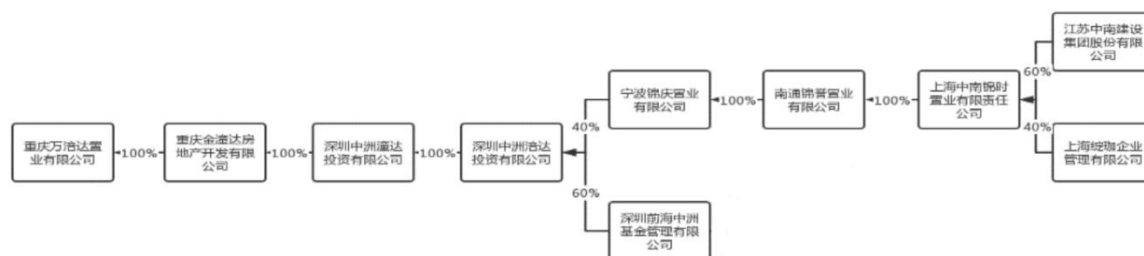 江苏中南建设
集团股份有限
公司
60%
宁波锦庆置业
有限公司
100%
南通锦誉置业
有限公司
100%
上海中南锦时
置业有限责任
公司
40%
40%
上海绽珈企业
管理有限公司
重庆万涪达置
业有限公司
100%
重庆金潼达房
地产开发有限
公司
100%
深圳中洲潼达
投资有限公司
100%
深圳中洲涪达
投资有限公司
60%
深圳前海中洲
基金管理有限
公司